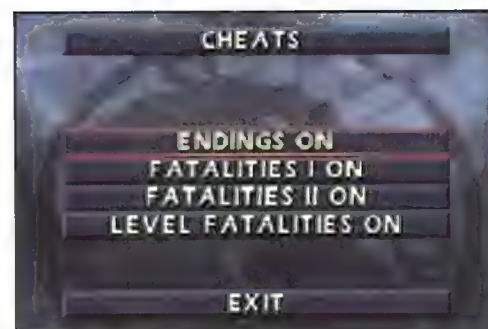 CHEATS
ENDINGS ON
FATALITIES I ON
FATALITIES II ON
LEVEL FATALITIES ON
EXIT